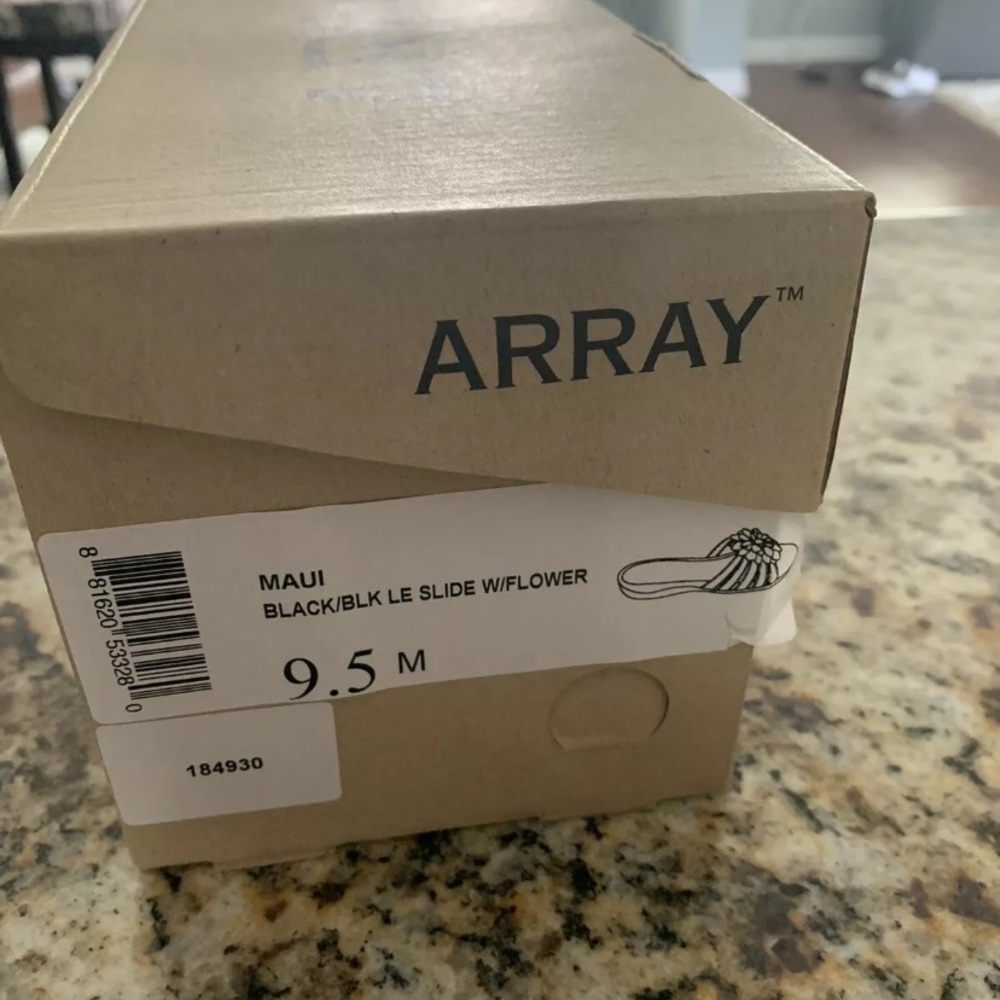 ARRAY™
MAUI
BLACK/BLK LE SLIDE W/FLOWER
9.5 M
8 81620 53328 0
184930